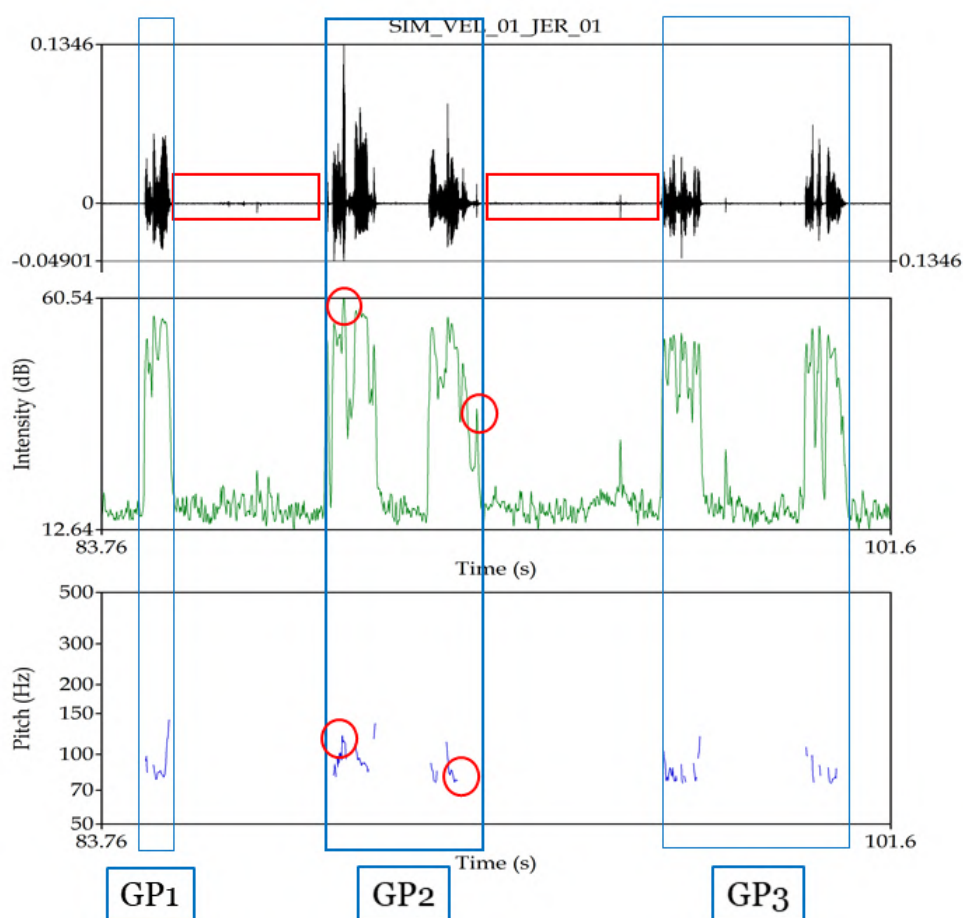 SIM_VEL_01_JER_01
0.1346
0
-0.04901
0.1346
60.54
Intensity (dB)
12.64
83.76
101.6
Time (s)
500
300
200
150
Pitch (Hz)
100
70
50
83.76
101.6
Time (s)
GP1
GP2
GP3